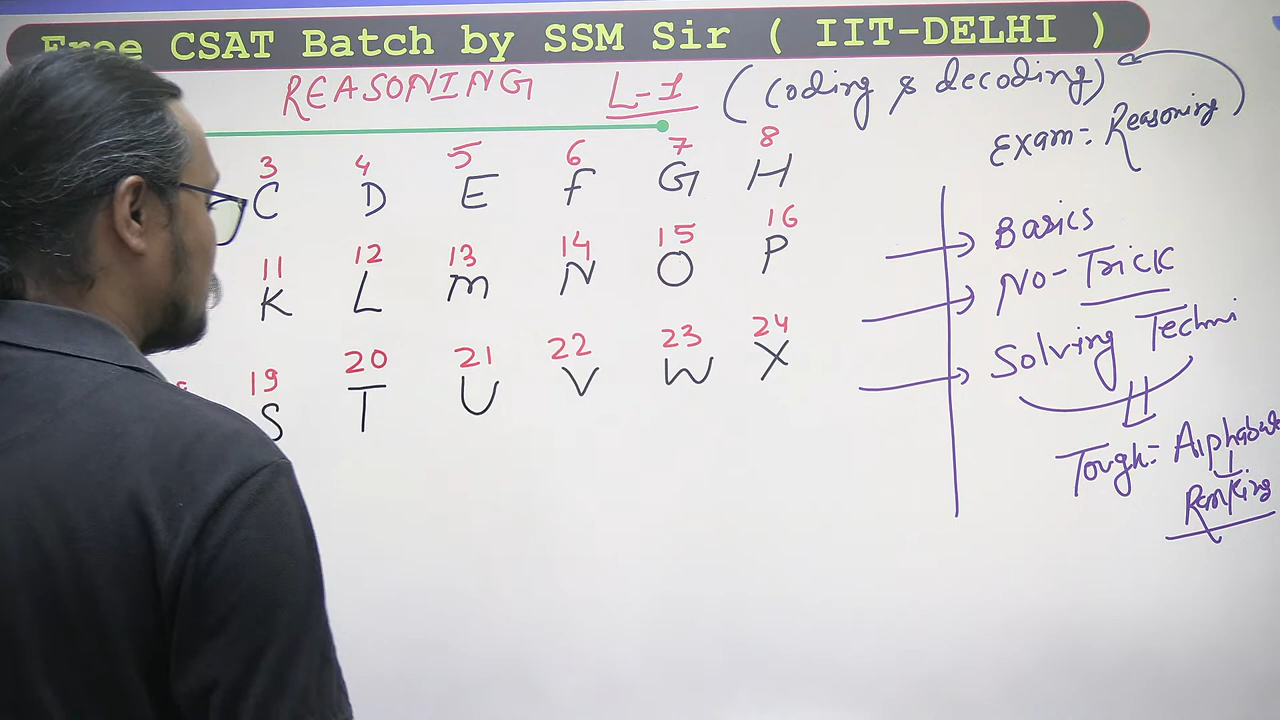 Free CSAT Batch by SSM Sir ( IIT-DELHI )
REASONING L-1 (Coding & decoding)
Exam: Reasoning
3 4 5 6 7 8
C D E F G H
11 12 13 14 15 16
K L M N O P
19 20 21 22 23 24
S T U V W X
Basics
No-Trick
Solving Techni
Tough:- Alphabate
Ranking